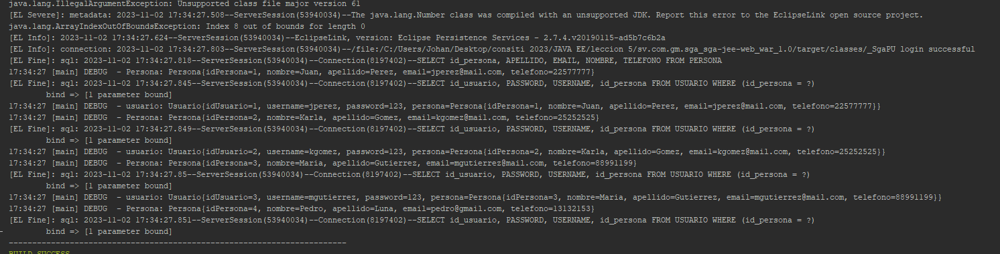 java.lang.IllegalArgumentException: Unsupported class file major version 61
[EL Severe]: metadata: 2023-11-02 17:34:27.508--ServerSession(53940034)--The java.lang.Number class was compiled with an unsupported JDK. Report this error to the EclipseLink open source project.
java.lang.ArrayIndexOutOfBoundsException: Index 8 out of bounds for length 0
[EL Info]: 2023-11-02 17:34:27.624--ServerSession(53940034)--EclipseLink, version: Eclipse Persistence Services - 2.7.4.v20190115-ad5b7c6b2a
[EL Info]: connection: 2023-11-02 17:34:27.803--ServerSession(53940034)--/file:/C:/Users/Johan/Desktop/consiti 2023/JAVA EE/leccion 5/sv.com.gm.sga_sga-jee-web_war_1.0/target/classes/_SgaPU login successful
[EL Fine]: sql: 2023-11-02 17:34:27.818--ServerSession(53940034)--Connection(8197402)--SELECT id_persona, APELLIDO, EMAIL, NOMBRE, TELEFONO FROM PERSONA
17:34:27 [main] DEBUG  - Persona: Persona{idPersona=1, nombre=Juan, apellido=Perez, email=jperez@mail.com, telefono=22577777}
[EL Fine]: sql: 2023-11-02 17:34:27.845--ServerSession(53940034)--Connection(8197402)--SELECT id_usuario, PASSWORD, USERNAME, id_persona FROM USUARIO WHERE (id_persona = ?)
bind => [1 parameter bound]
17:34:27 [main] DEBUG  - usuario: Usuario{idUsuario=1, username=jperez, password=123, persona=Persona{idPersona=1, nombre=Juan, apellido=Perez, email=jperez@mail.com, telefono=22577777}}
17:34:27 [main] DEBUG  - Persona: Persona{idPersona=2, nombre=Karla, apellido=Gomez, email=kgomez@mail.com, telefono=25252525}
[EL Fine]: sql: 2023-11-02 17:34:27.849--ServerSession(53940034)--Connection(8197402)--SELECT id_usuario, PASSWORD, USERNAME, id_persona FROM USUARIO WHERE (id_persona = ?)
bind => [1 parameter bound]
17:34:27 [main] DEBUG  - usuario: Usuario{idUsuario=2, username=kgomez, password=123, persona=Persona{idPersona=2, nombre=Karla, apellido=Gomez, email=kgomez@mail.com, telefono=25252525}}
17:34:27 [main] DEBUG  - Persona: Persona{idPersona=3, nombre=Maria, apellido=Gutierrez, email=mgutierrez@mail.com, telefono=88991199}
[EL Fine]: sql: 2023-11-02 17:34:27.85--ServerSession(53940034)--Connection(8197402)--SELECT id_usuario, PASSWORD, USERNAME, id_persona FROM USUARIO WHERE (id_persona = ?)
bind => [1 parameter bound]
17:34:27 [main] DEBUG  - usuario: Usuario{idUsuario=3, username=mgutierrez, password=123, persona=Persona{idPersona=3, nombre=Maria, apellido=Gutierrez, email=mgutierrez@mail.com, telefono=88991199}}
17:34:27 [main] DEBUG  - Persona: Persona{idPersona=4, nombre=Pedro, apellido=Luna, email=pedro@gmail.com, telefono=13132153}
[EL Fine]: sql: 2023-11-02 17:34:27.851--ServerSession(53940034)--Connection(8197402)--SELECT id_usuario, PASSWORD, USERNAME, id_persona FROM USUARIO WHERE (id_persona = ?)
bind => [1 parameter bound]
------------------------------------------------------------------------
BUILD SUCCESS